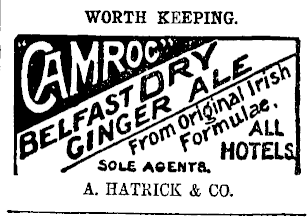 WORTH KEEPING.
"CAMROC"
BELFAST DRY
GINGER ALE
From Original Irish
Formulae.
ALL
HOTELS
SOLE AGENTS.
A. HATRICK & CO.